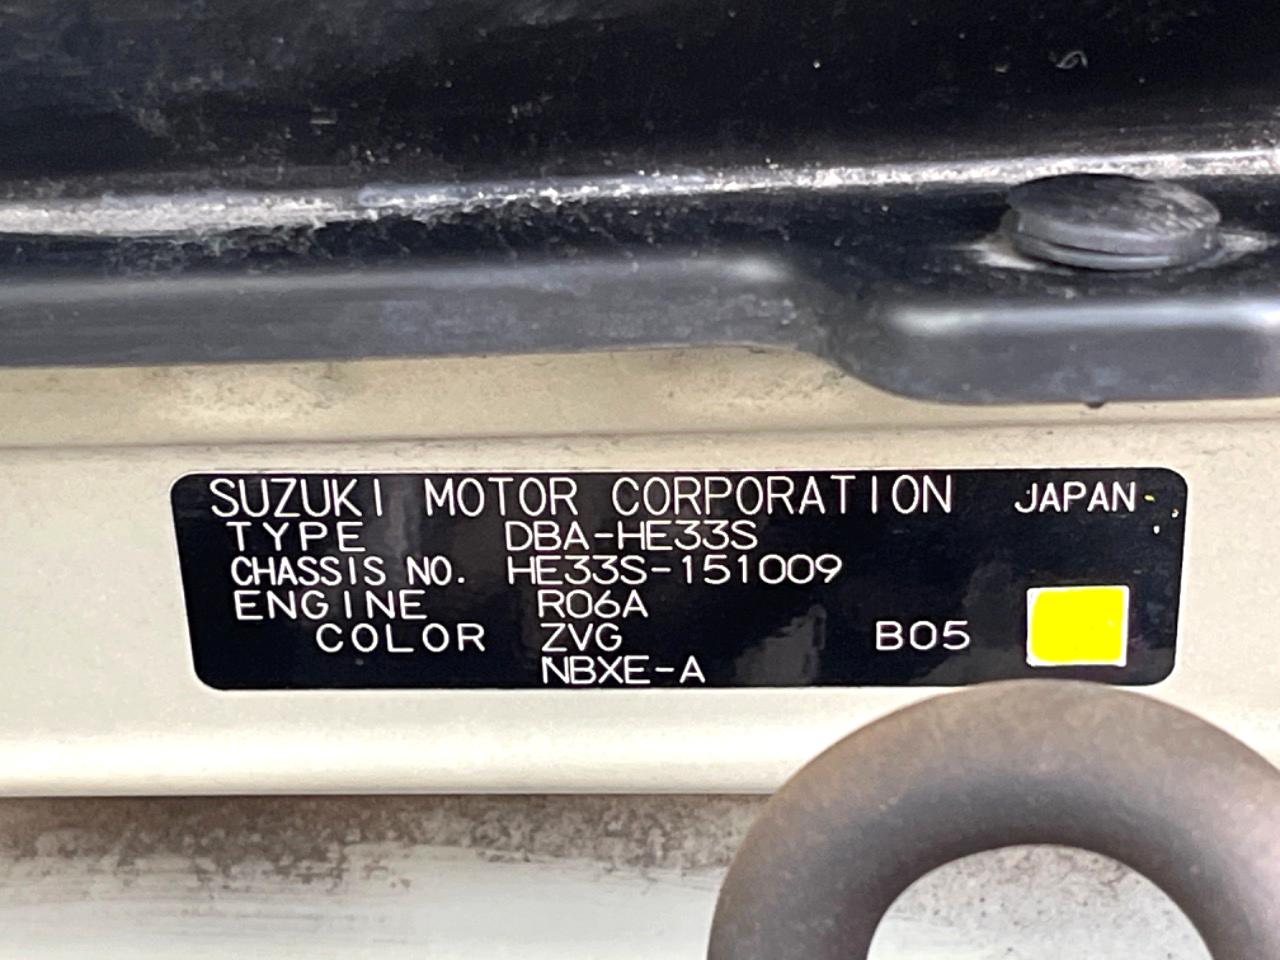 SUZUKI MOTOR CORPORATION JAPAN
TYPE DBA-HE33S
CHASSIS NO. HE33S-151009
ENGINE R06A
COLOR ZVG B05
NBXE-A